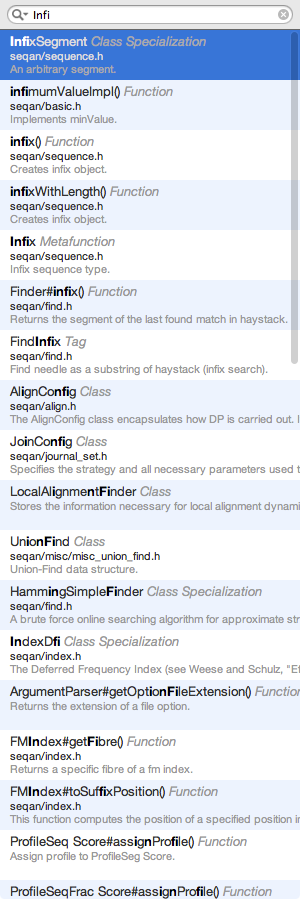 Infi
InfixSegment Class Specialization
seqan/sequence.h
An arbitrary segment.
infimumValueImpl() Function
seqan/basic.h
Implements minValue.
infix() Function
seqan/sequence.h
Creates infix object.
infixWithLength() Function
seqan/sequence.h
Creates infix object.
Infix Metafunction
seqan/sequence.h
Infix sequence type.
Finder#infix() Function
seqan/find.h
Returns the segment of the last found match in haystack.
FindInfix Tag
seqan/find.h
Find needle as a substring of haystack (infix search).
AlignConfig Class
seqan/align.h
The AlignConfig class encapsulates how DP is carried out. I
JoinConfig Class
seqan/journal_set.h
Specifies the strategy and all necessary parameters used t
LocalAlignmentFinder Class
Stores the information necessary for local alignment dynami
UnionFind Class
seqan/misc/misc_union_find.h
Union-Find data structure.
HammingSimpleFinder Class Specialization
seqan/find.h
A brute force online searching algorithm for approximate str
IndexDfi Class Specialization
seqan/index.h
The Deferred Frequency Index (see Weese and Schulz, "Ef
ArgumentParser#getOptionFileExtension() Function
Returns the extension of a file option.
FMIndex#getFibre() Function
seqan/index.h
Returns a specific fibre of a fm index.
FMIndex#toSuffixPosition() Function
seqan/index.h
This function computes the position of a specified position in
ProfileSeq Score#assignProfile() Function
Assign profile to ProfileSeg Score.
ProfileSeqFrac Score#assignProfile() Function